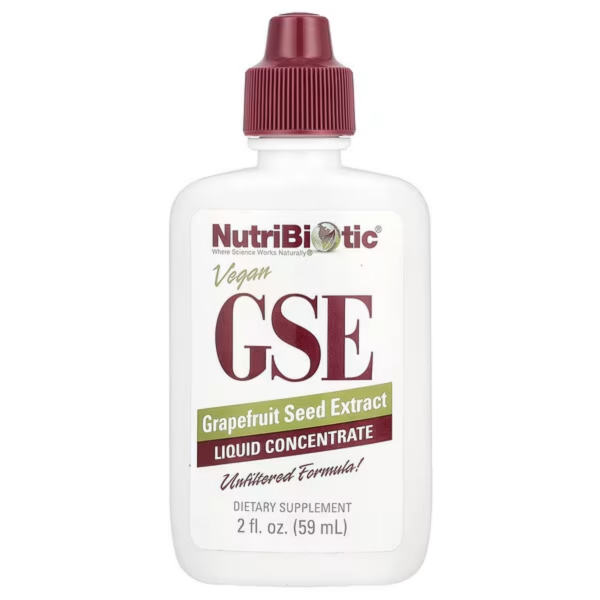 NutriBiotic®
Where Science Works Naturally®
Vegan
GSE
Grapefruit Seed Extract
LIQUID CONCENTRATE
Unfiltered Formula!
DIETARY SUPPLEMENT
2 fl. oz. (59 mL)